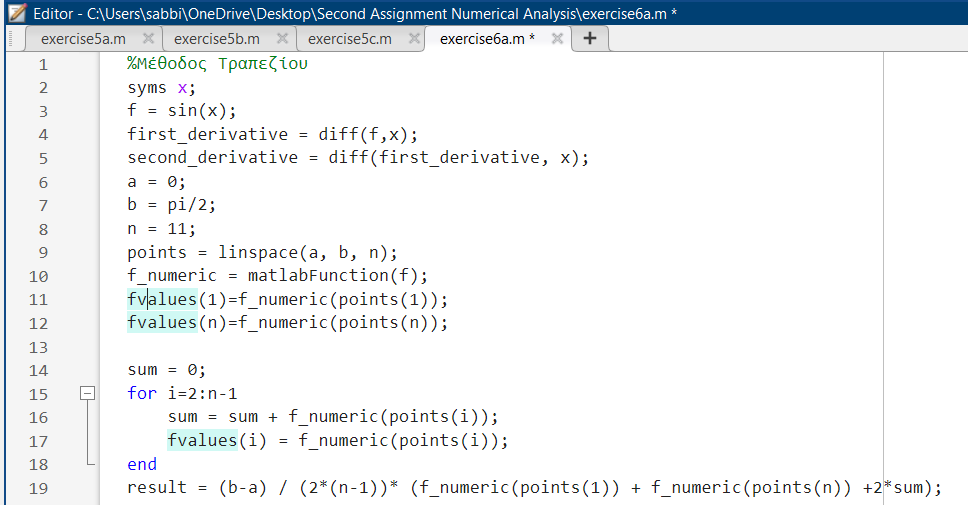 Editor - C:\Users\sabbi\OneDrive\Desktop\Second Assignment Numerical Analysis\exercise6a.m *
exercise5a.m × exercise5b.m × exercise5c.m × exercise6a.m * × +
1 %Μέθοδος Τραπεζίου
2 syms x;
3 f = sin(x);
4 first_derivative = diff(f,x);
5 second_derivative = diff(first_derivative, x);
6 a = 0;
7 b = pi/2;
8 n = 11;
9 points = linspace(a, b, n);
10 f_numeric = matlabFunction(f);
11 fvalues(1)=f_numeric(points(1));
12 fvalues(n)=f_numeric(points(n));
13
14 sum = 0;
15 for i=2:n-1
16 sum = sum + f_numeric(points(i));
17 fvalues(i) = f_numeric(points(i));
18 end
19 result = (b-a) / (2*(n-1))* (f_numeric(points(1)) + f_numeric(points(n)) +2*sum);